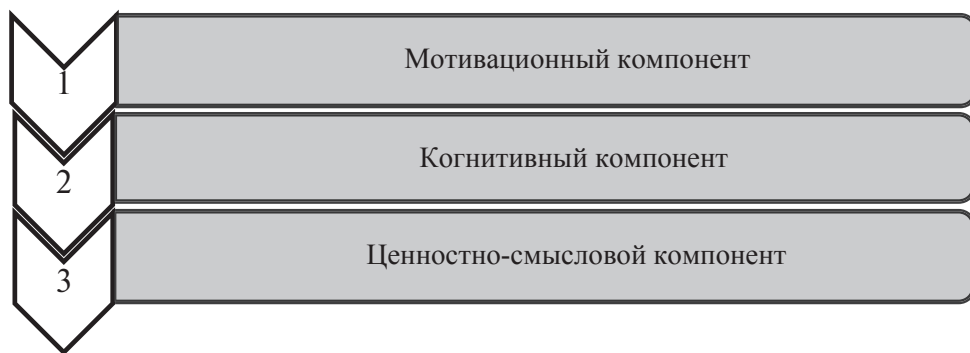 1 Мотивационный компонент
2 Когнитивный компонент
3 Ценностно-смысловой компонент